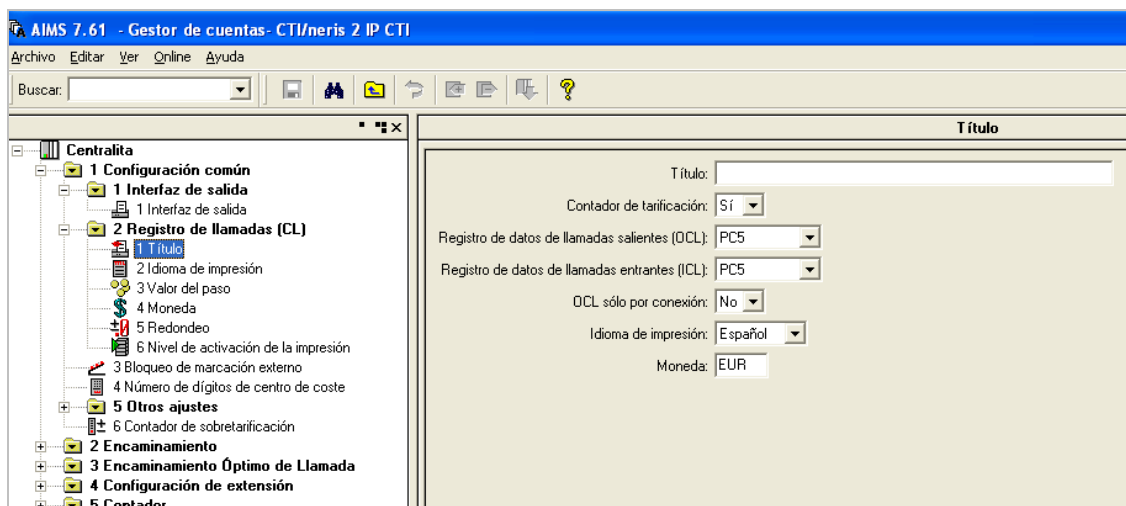 AIMS 7.61 - Gestor de cuentas- CTI/neris 2 IP CTI
Archivo Editar Ver Online Ayuda
Buscar:
Título
Centralita
1 Configuración común
1 Interfaz de salida
1 Interfaz de salida
2 Registro de llamadas (CL)
1 Título
2 Idioma de impresión
3 Valor del paso
4 Moneda
5 Redondeo
6 Nivel de activación de la impresión
3 Bloqueo de marcación externo
4 Número de dígitos de centro de coste
5 Otros ajustes
6 Contador de sobretarificación
2 Encaminamiento
3 Encaminamiento Óptimo de Llamada
4 Configuración de extensión
5 Contador
Título:
Contador de tarificación: Sí
Registro de datos de llamadas salientes (OCL): PC5
Registro de datos de llamadas entrantes (ICL): PC5
OCL sólo por conexión: No
Idioma de impresión: Español
Moneda: EUR